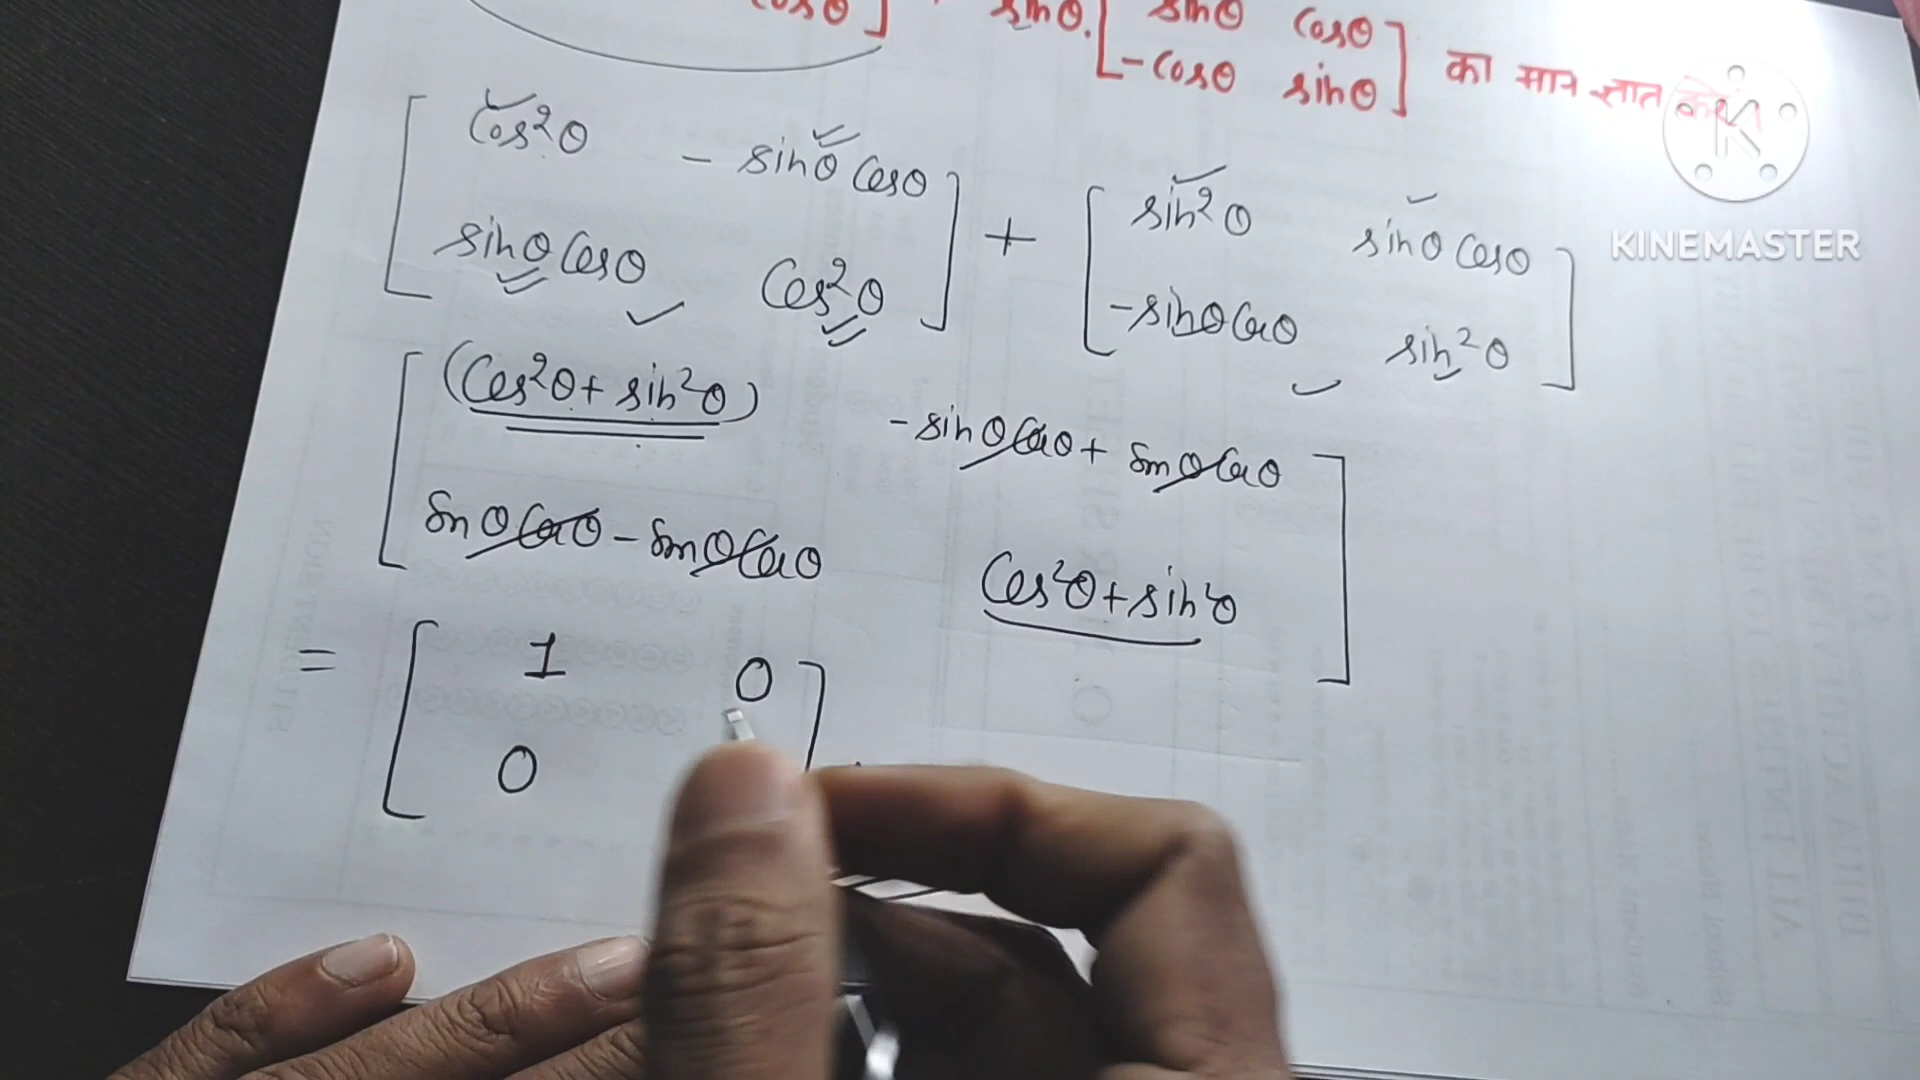 cosθ] sinθ. [ sinθ cosθ
-cosθ sinθ ] का मान ज्ञात करें।
[ cos²θ - sinθ cosθ ] + [ sin²θ sinθ cosθ ]
[ sinθ cosθ cos²θ ] [ -sinθ cosθ sin²θ ]
[ (cos²θ + sin²θ) - sinθ cosθ + sinθ cosθ ]
[ sinθ cosθ - sinθ cosθ cos²θ + sin²θ ]
= [ 1 0 ]
[ 0
KINEMASTER